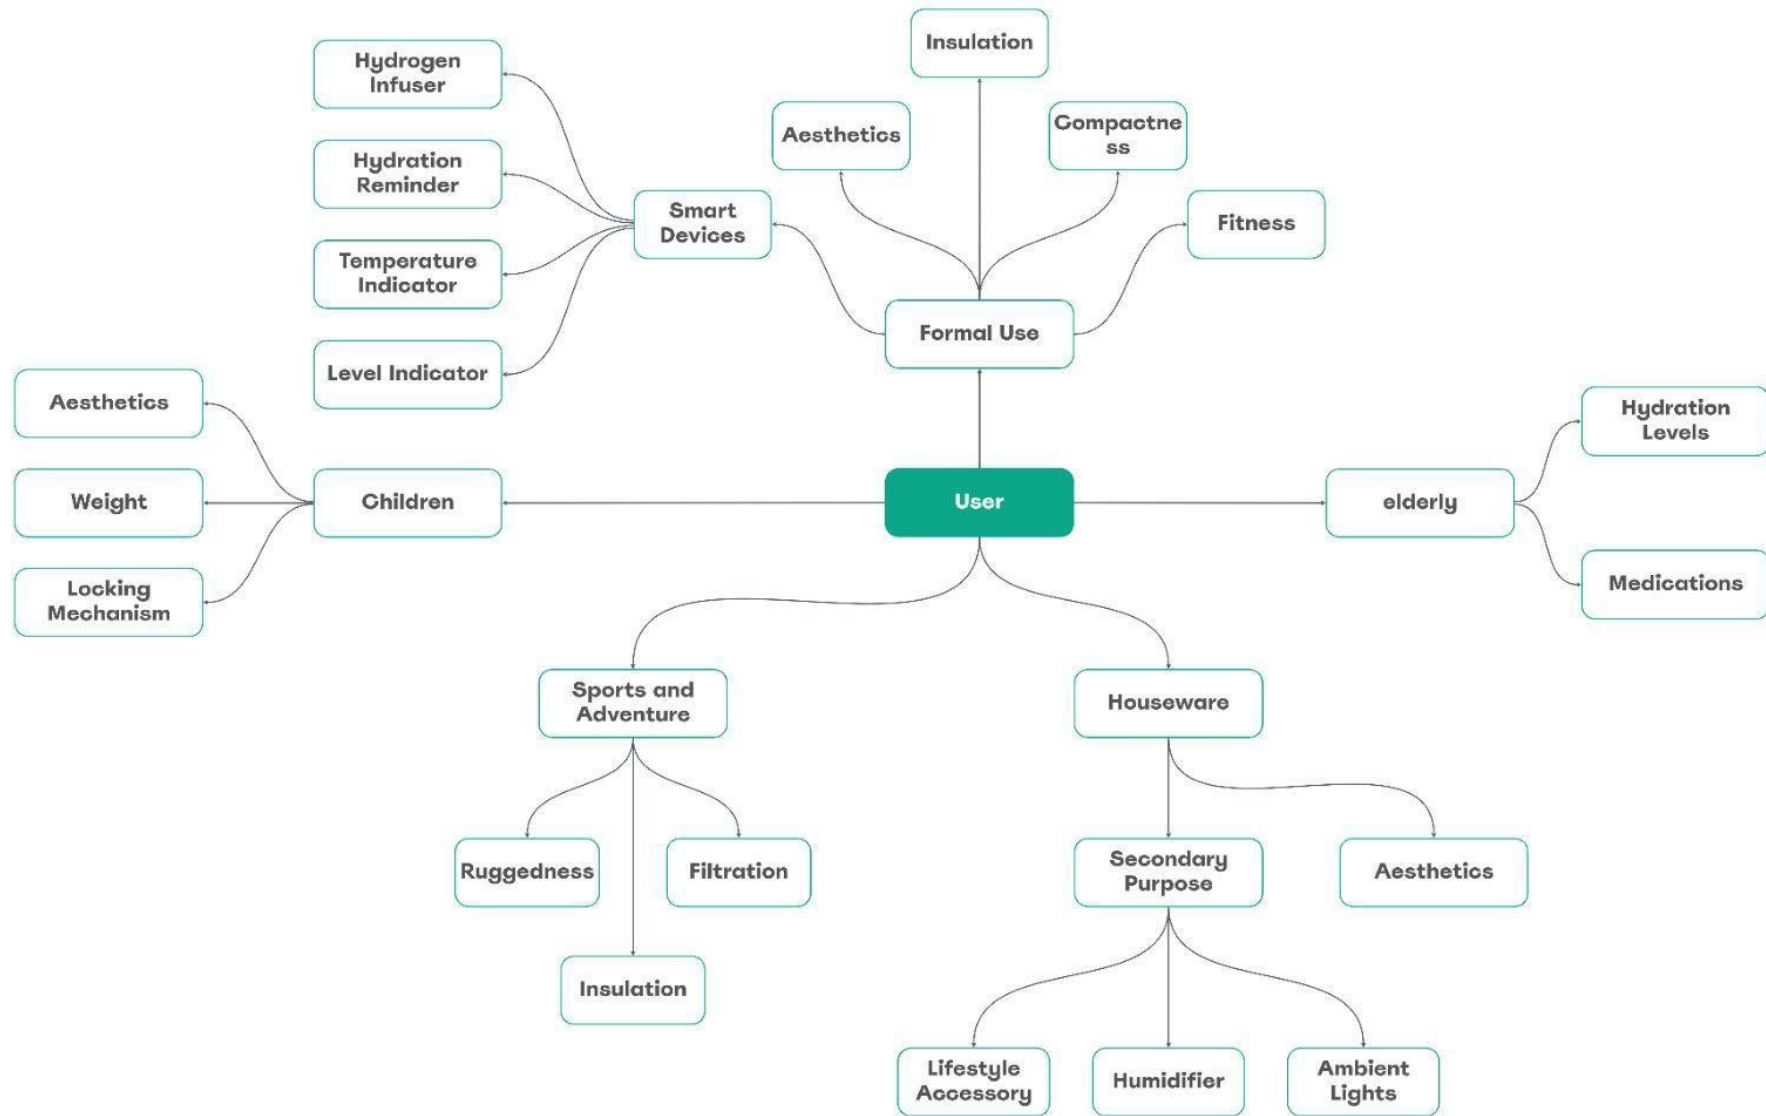 Insulation
Hydrogen
Infuser
Aesthetics
Compactne
ss
Hydration
Reminder
Smart
Devices
Fitness
Temperature
Indicator
Formal Use
Level Indicator
Aesthetics
Hydration
Levels
Weight
Children
User
elderly
Locking
Mechanism
Medications
Sports and
Adventure
Houseware
Ruggedness
Filtration
Secondary
Purpose
Aesthetics
Insulation
Lifestyle
Accessory
Humidifier
Ambient
Lights